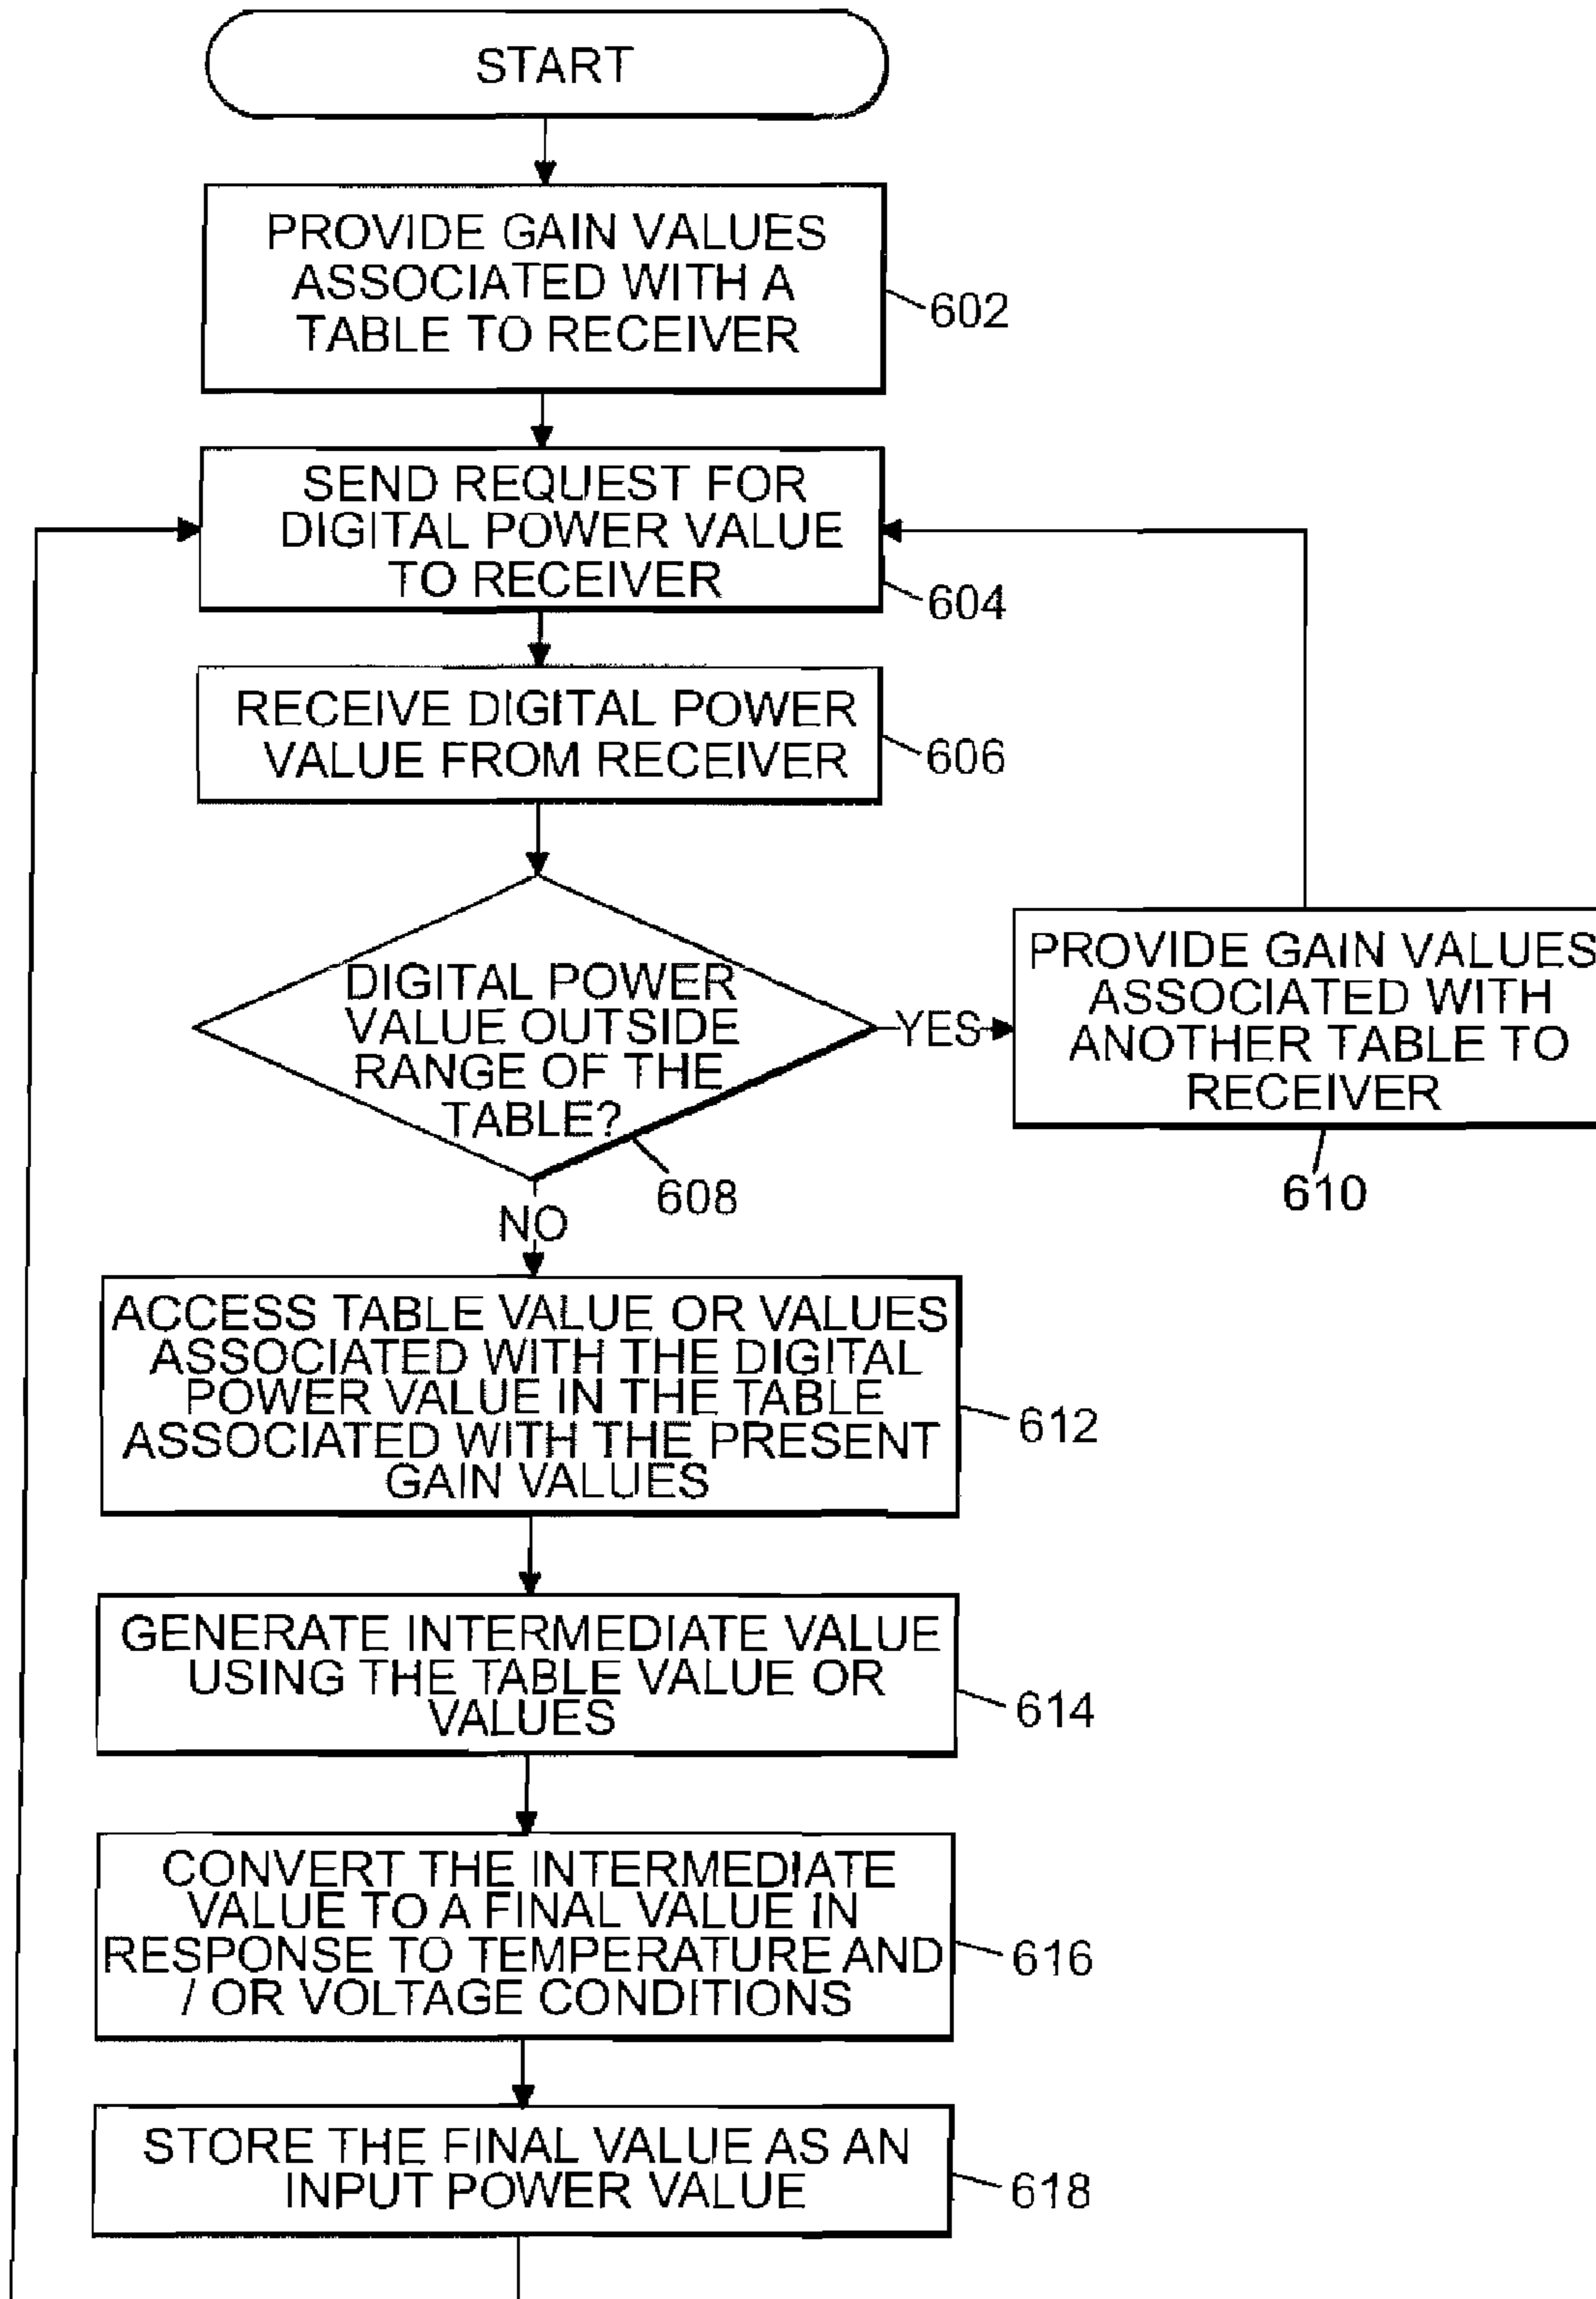 START
PROVIDE GAIN VALUES
ASSOCIATED WITH A
TABLE TO RECEIVER
602
SEND REQUEST FOR
DIGITAL POWER VALUE
TO RECEIVER
604
RECEIVE DIGITAL POWER
VALUE FROM RECEIVER
606
DIGITAL POWER
VALUE OUTSIDE
RANGE OF THE
TABLE?
608
YES
PROVIDE GAIN VALUES
ASSOCIATED WITH
ANOTHER TABLE TO
RECEIVER
610
NO
ACCESS TABLE VALUE OR VALUES
ASSOCIATED WITH THE DIGITAL
POWER VALUE IN THE TABLE
ASSOCIATED WITH THE PRESENT
GAIN VALUES
612
GENERATE INTERMEDIATE VALUE
USING THE TABLE VALUE OR
VALUES
614
CONVERT THE INTERMEDIATE
VALUE TO A FINAL VALUE IN
RESPONSE TO TEMPERATURE AND
/ OR VOLTAGE CONDITIONS
616
STORE THE FINAL VALUE AS AN
INPUT POWER VALUE
618